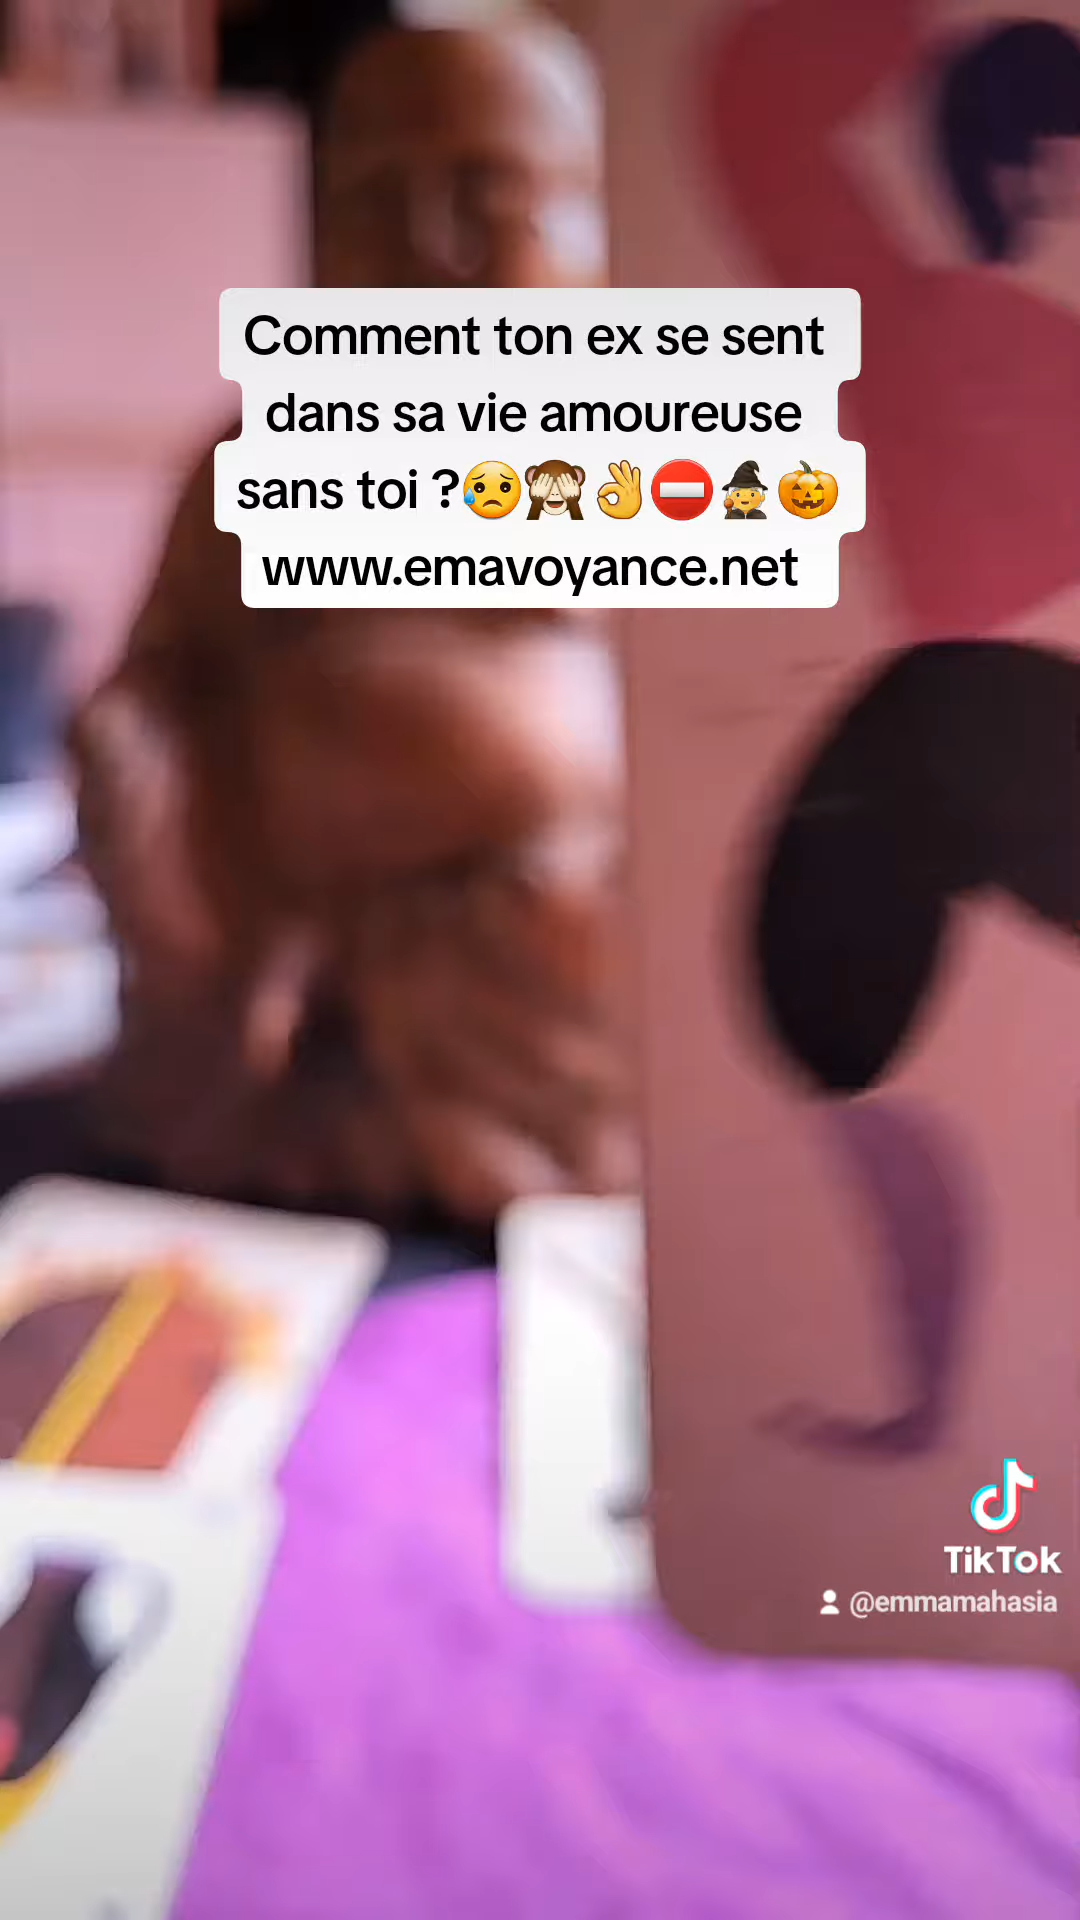 Comment ton ex se sent
dans sa vie amoureuse
sans toi ?😥🙈👌⛔🧙🎃
www.emavoyance.net
TikTok
@emmamahasia